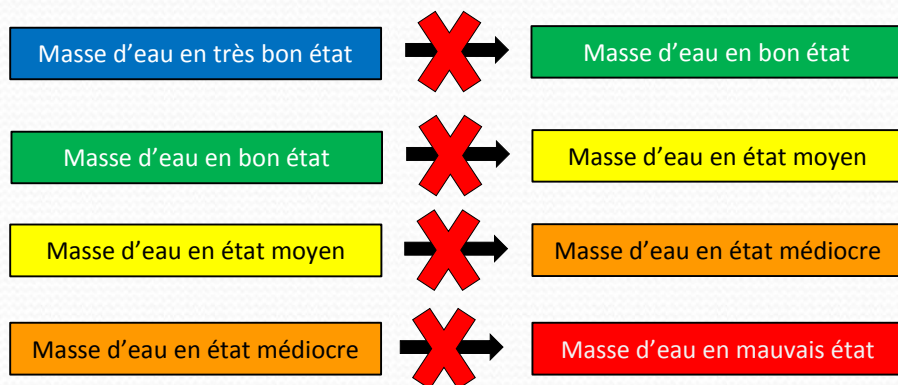 Masse d’eau en très bon état
Masse d’eau en bon état
Masse d’eau en bon état
Masse d’eau en état moyen
Masse d’eau en état moyen
Masse d’eau en état médiocre
Masse d’eau en état médiocre
Masse d’eau en mauvais état